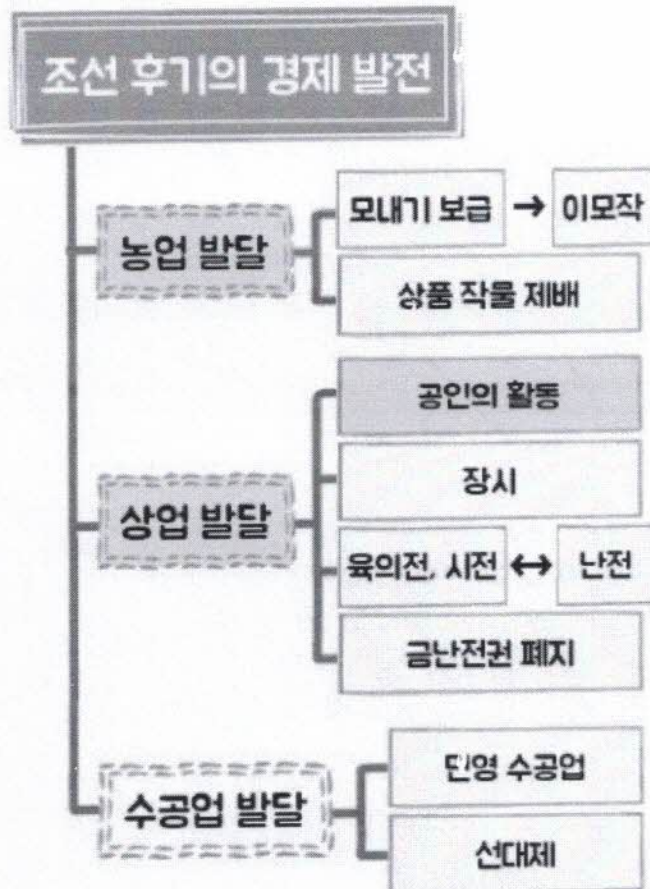 조선 후기의 경제 발전
농업 발달
모내기 보급 → 이모작
상품 작물 재배
상업 발달
공인의 활동
장시
육의전, 시전 ↔ 난전
금난전권 폐지
수공업 발달
민영 수공업
선대제